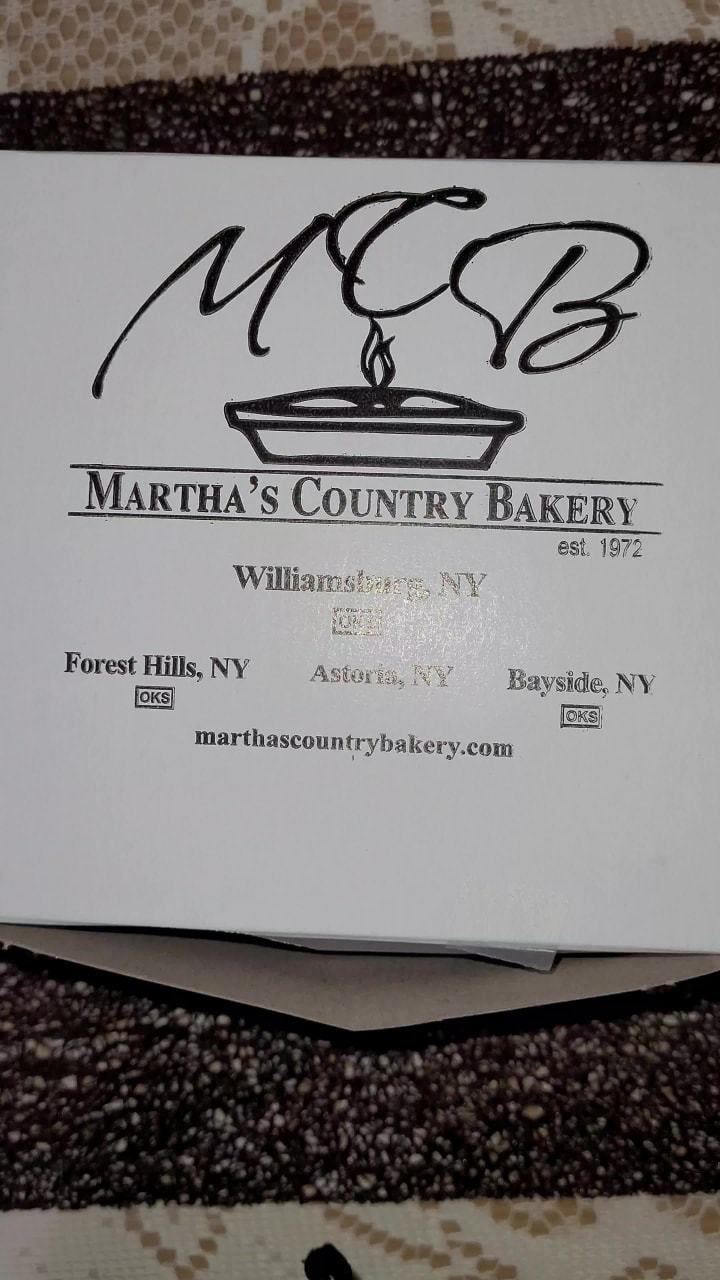 MCB
MARTHA'S COUNTRY BAKERY
est. 1972
Williamsburg, NY
OKS
Forest Hills, NY Astoria, NY Bayside, NY
OKS OKS
marthascountrybakery.com